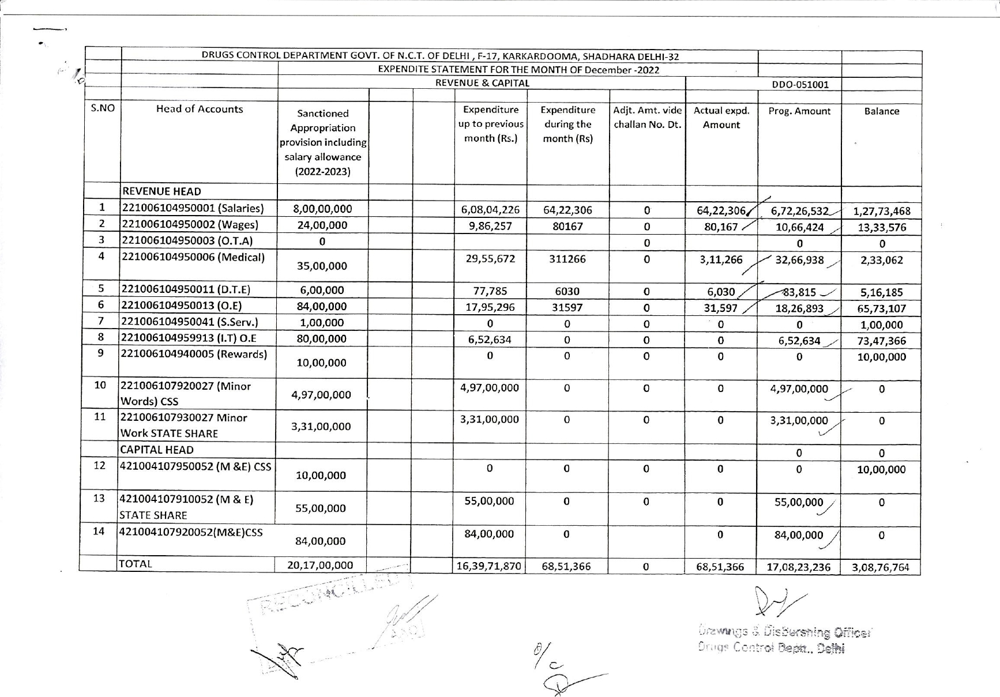 DRUGS CONTROL DEPARTMENT GOVT. OF N.C.T. OF DELHI , F-17, KARKARDOOMA, SHADHARA DELHI-32
EXPENDITE STATEMENT FOR THE MONTH OF December -2022
REVENUE & CAPITAL DDO-051001
S.NO Head of Accounts Sanctioned Appropriation provision including salary allowance (2022-2023) Expenditure up to previous month (Rs.) Expenditure during the month (Rs) Adjt. Amt. vide challan No. Dt. Actual expd. Amount Prog. Amount Balance
REVENUE HEAD
1 221006104950001 (Salaries) 8,00,00,000 6,08,04,226 64,22,306 0 64,22,306 6,72,26,532 1,27,73,468
2 221006104950002 (Wages) 24,00,000 9,86,257 80167 0 80,167 10,66,424 13,33,576
3 221006104950003 (O.T.A) 0 0 0 0
4 221006104950006 (Medical) 35,00,000 29,55,672 311266 0 3,11,266 32,66,938 2,33,062
5 221006104950011 (D.T.E) 6,00,000 77,785 6030 0 6,030 83,815 5,16,185
6 221006104950013 (O.E) 84,00,000 17,95,296 31597 0 31,597 18,26,893 65,73,107
7 221006104950041 (S.Serv.) 1,00,000 0 0 0 0 0 1,00,000
8 221006104959913 (I.T) O.E 80,00,000 6,52,634 0 0 0 6,52,634 73,47,366
9 221006104940005 (Rewards) 10,00,000 0 0 0 0 0 10,00,000
10 221006107920027 (Minor Words) CSS 4,97,00,000 4,97,00,000 0 0 0 4,97,00,000 0
11 221006107930027 Minor Work STATE SHARE 3,31,00,000 3,31,00,000 0 0 0 3,31,00,000 0
CAPITAL HEAD 0 0
12 421004107950052 (M &E) CSS 10,00,000 0 0 0 0 0 10,00,000
13 421004107910052 (M & E) STATE SHARE 55,00,000 55,00,000 0 0 0 55,00,000 0
14 421004107920052(M&E)CSS 84,00,000 84,00,000 0 0 84,00,000 0
TOTAL 20,17,00,000 16,39,71,870 68,51,366 0 68,51,366 17,08,23,236 3,08,76,764
RECONCILLED
Drawings & Disbursning Officer
Drugs Control Deptt., Delhi
O/C